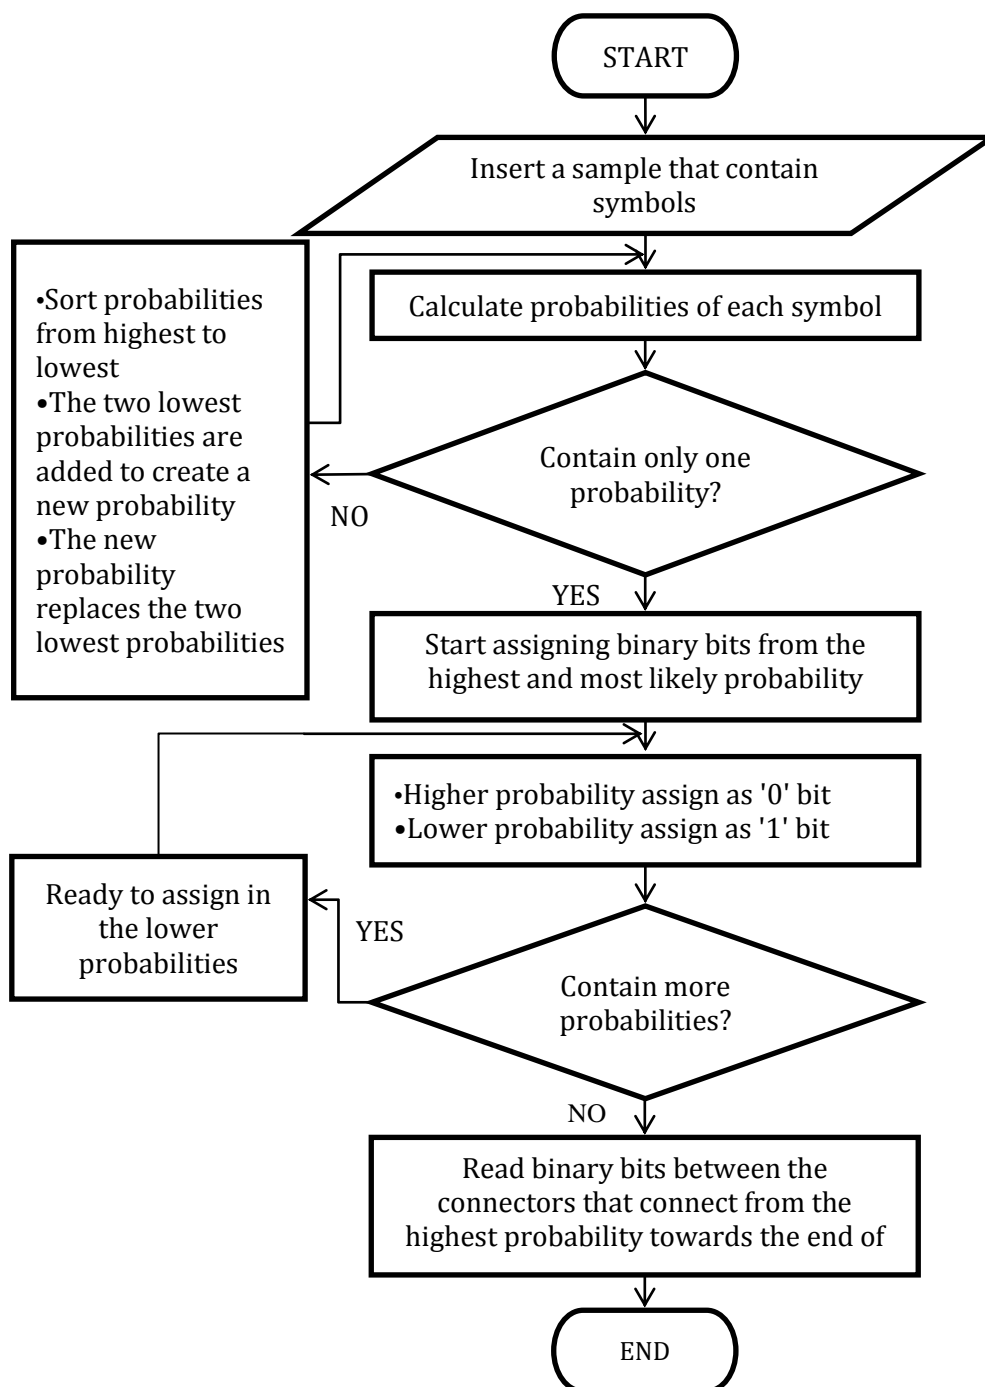 START
Insert a sample that contain
symbols
Calculate probabilities of each symbol
•Sort probabilities
from highest to
lowest
•The two lowest
probabilities are
added to create a
new probability
•The new
probability
replaces the two
lowest probabilities
Contain only one
probability?
NO
YES
Start assigning binary bits from the
highest and most likely probability
•Higher probability assign as '0' bit
•Lower probability assign as '1' bit
Ready to assign in
the lower
probabilities
YES
Contain more
probabilities?
NO
Read binary bits between the
connectors that connect from the
highest probability towards the end of
END